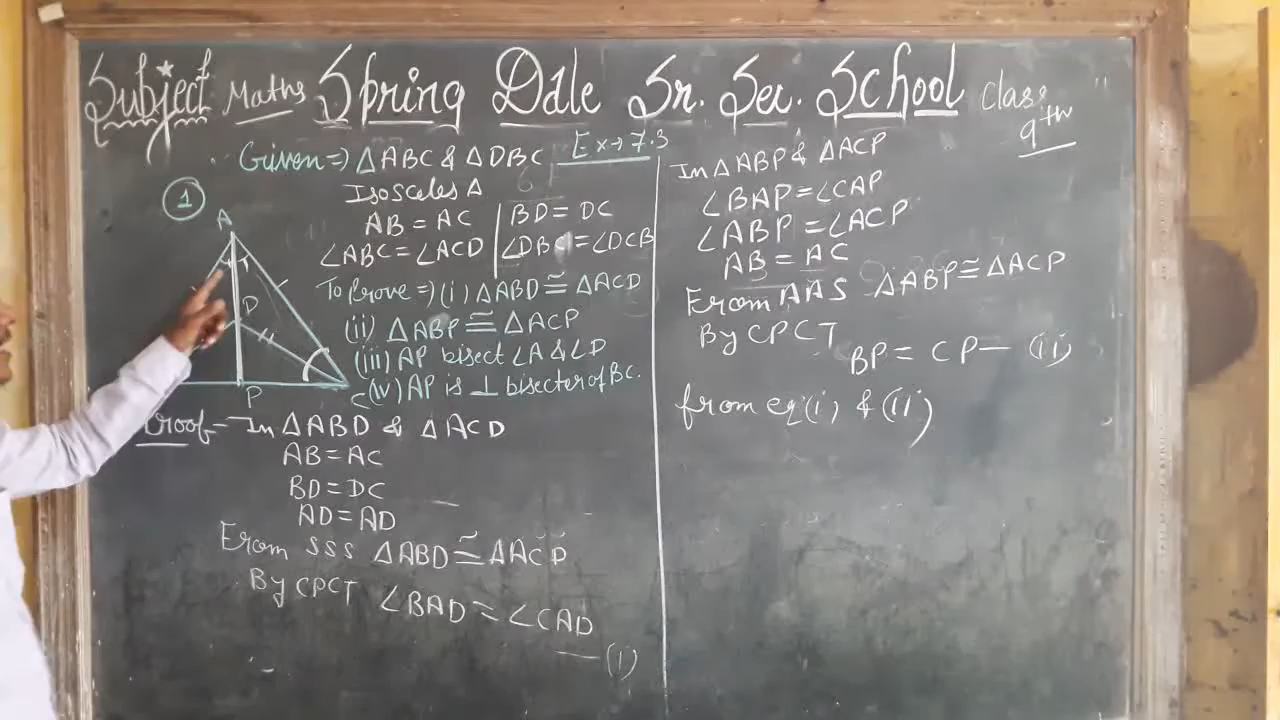 Subject Maths Spring Dale Sr. Sec. School Class 9th
Given ⇒ △ABC & △DBC Ex → 7.3
Isosceles △
AB = AC
∠ABC = ∠ACD
BD = DC
∠DBC = ∠DCB
1
A
D
P
C
To Prove ⇒ (i) △ABD ≅ △ACD
(ii) △ABP ≅ △ACP
(iii) AP bisect ∠A & ∠D
(iv) AP is ⊥ bisecter of BC.
Proof – In △ABD & △ACD
AB = AC
BD = DC
AD = AD
From SSS △ABD ≅ △ACD
By CPCT ∠BAD = ∠CAD
— (i)
In △ABP & △ACP
∠BAP = ∠CAP
∠ABP = ∠ACP
AB = AC
From AAS △ABP ≅ △ACP
By CPCT
BP = CP — (ii)
from eq(i) & (ii)